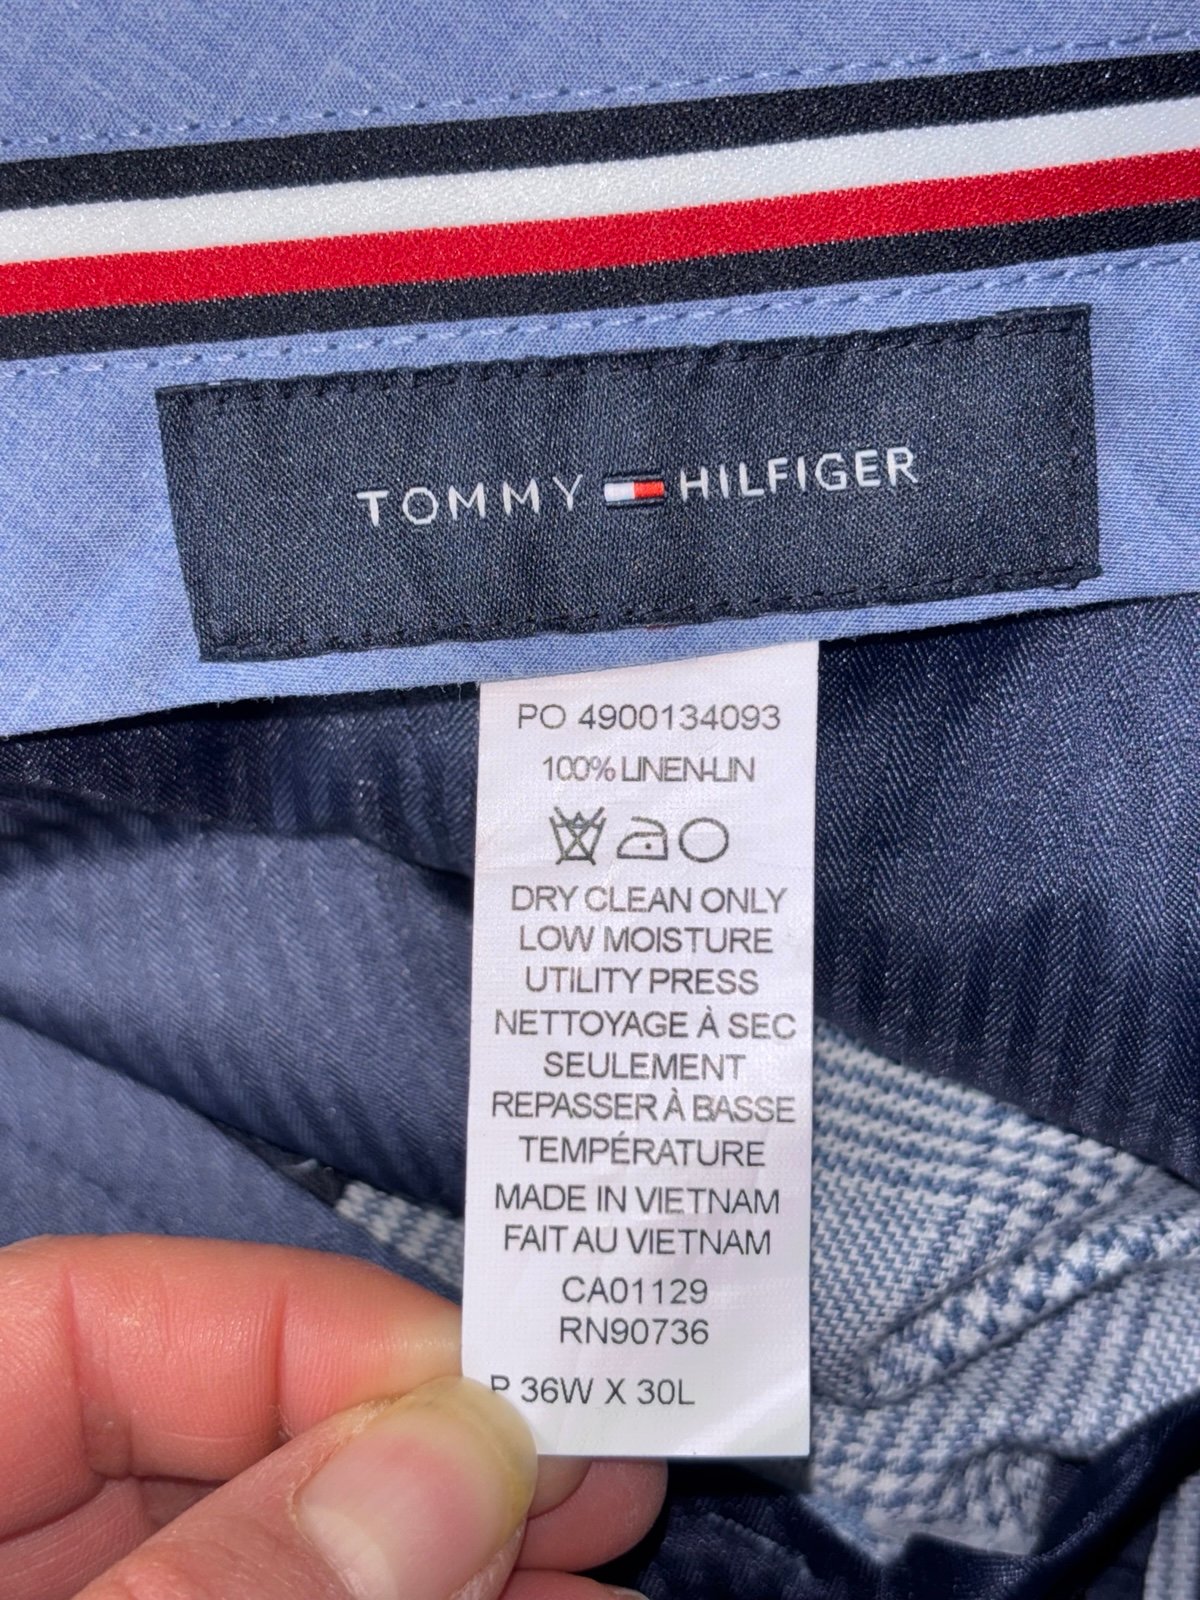 TOMMY HILFIGER
PO 4900134093
100% LINEN-LIN
DRY CLEAN ONLY
LOW MOISTURE
UTILITY PRESS
NETTOYAGE À SEC
SEULEMENT
REPASSER À BASSE
TEMPÉRATURE
MADE IN VIETNAM
FAIT AU VIETNAM
CA01129
RN90736
P 36W X 30L